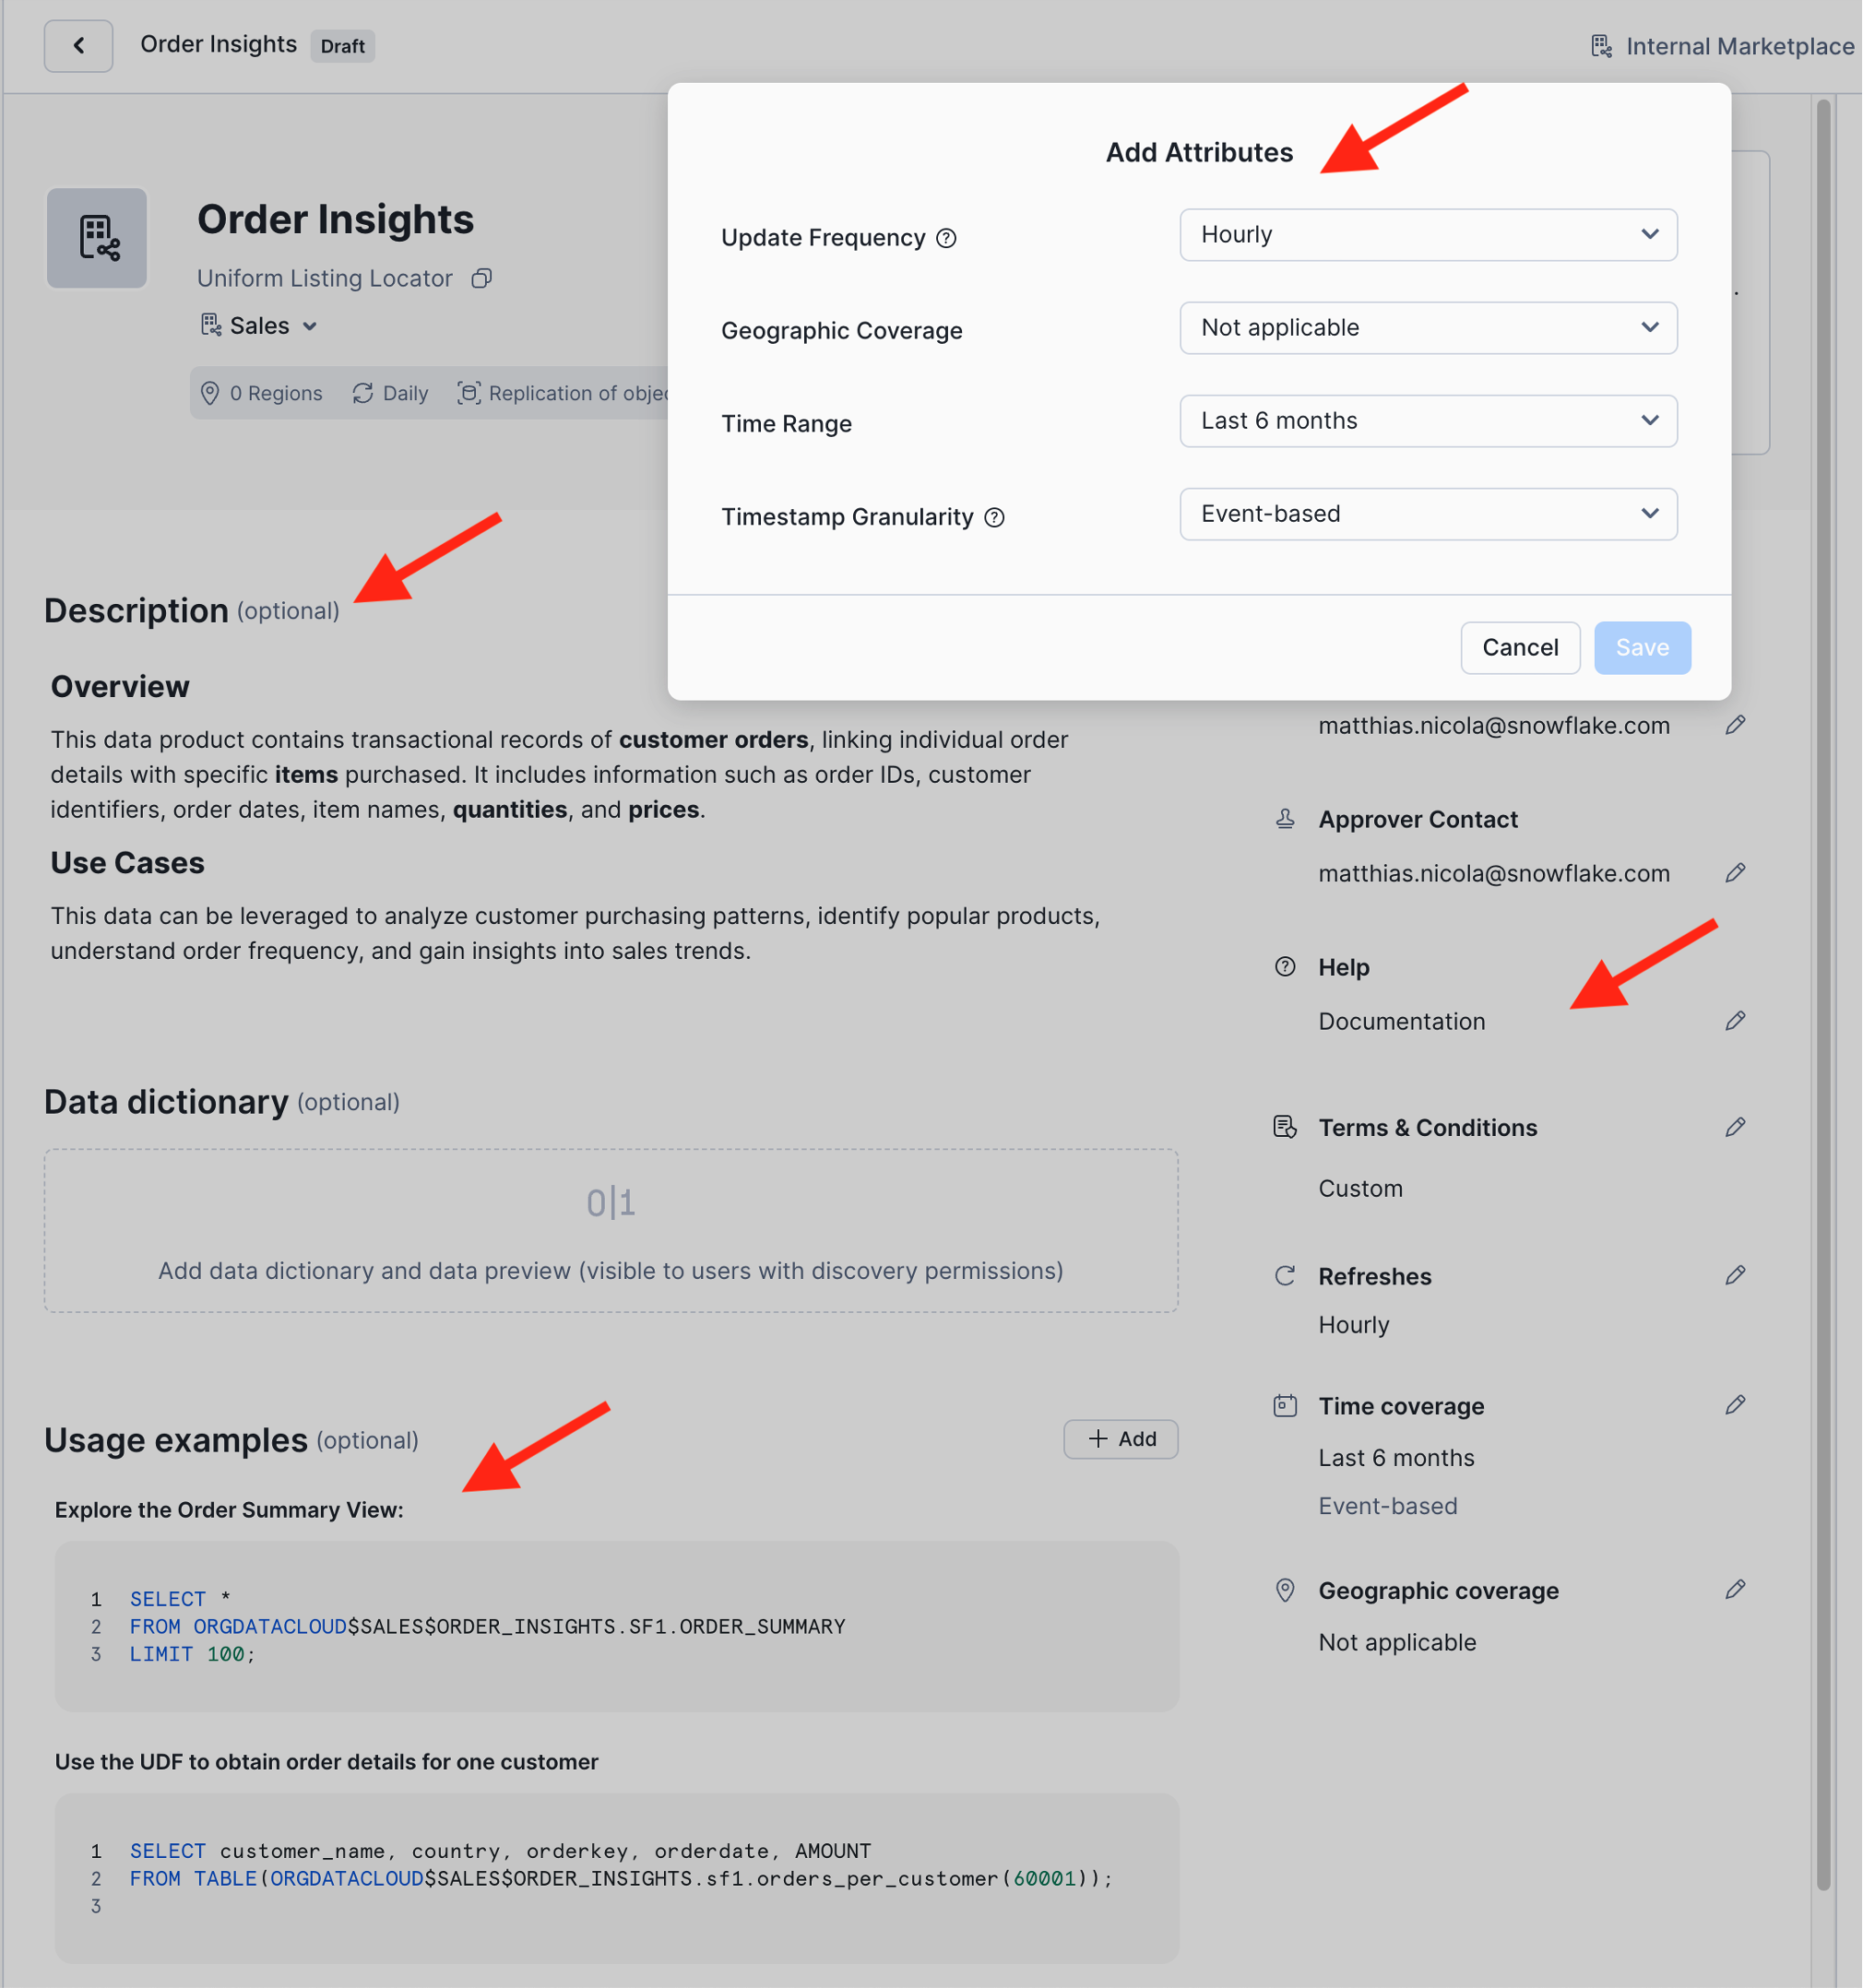 Order Insights
Draft
Internal Marketplace
Order Insights
Uniform Listing Locator
Sales
0 Regions
Daily
Replication of
Add Attributes
Update Frequency
Hourly
Geographic Coverage
Not applicable
Time Range
Last 6 months
Timestamp Granularity
Event-based
Cancel
Save
Description (optional)
Overview
This data product contains transactional records of customer orders, linking individual order
details with specific items purchased. It includes information such as order IDs, customer
identifiers, order dates, item names, quantities, and prices.
Use Cases
This data can be leveraged to analyze customer purchasing patterns, identify popular products,
understand order frequency, and gain insights into sales trends.
Data dictionary (optional)
0|1
Add data dictionary and data preview (visible to users with discovery permissions)
Usage examples (optional)
Add
Explore the Order Summary View:
1 SELECT *
2 FROM ORGDATACLOUD$SALES$ORDER_INSIGHTS.SF1.ORDER_SUMMARY
3 LIMIT 100;
Use the UDF to obtain order details for one customer
1 SELECT customer_name, country, orderkey, orderdate, AMOUNT
2 FROM TABLE(ORGDATACLOUD$SALES$ORDER_INSIGHTS.sf1.orders_per_customer(60001));
3
matthias.nicola@snowflake.com
Approver Contact
matthias.nicola@snowflake.com
Help
Documentation
Terms & Conditions
Custom
Refreshes
Hourly
Time coverage
Last 6 months
Event-based
Geographic coverage
Not applicable